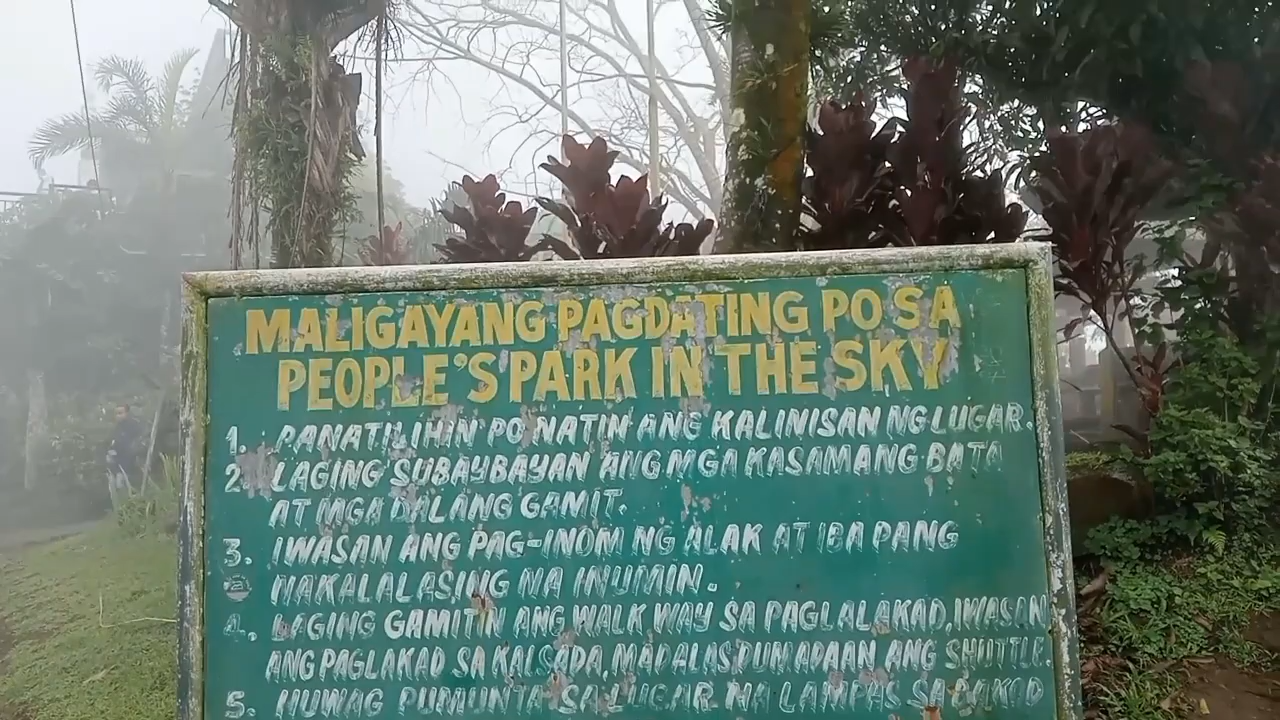 MALIGAYANG PAGDATING PO SA
PEOPLE'S PARK IN THE SKY
1. PANATILIHIN PO NATIN ANG KALINISAN NG LUGAR.
2. LAGING SUBAYBAYAN ANG MGA KASAMANG BATA
AT MGA DALANG GAMIT.
3. IWASAN ANG PAG-INOM NG ALAK AT IBA PANG
NAKALALASING NA INUMIN.
4. LAGING GAMITIN ANG WALK WAY SA PAGLALAKAD, IWASAN
ANG PAGLAKAD SA KALSADA, MADALAS DUMADAAN ANG SHUTTLE.
5. HUWAG PUMUNTA SA LUGAR NA LAMPAS SA BAKOD